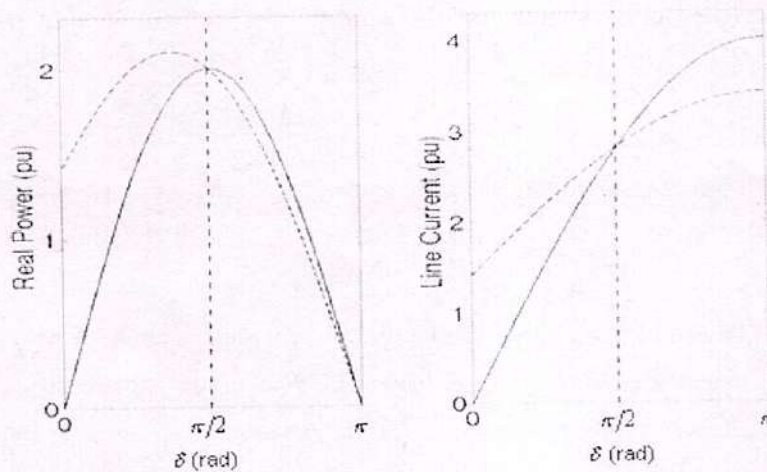 Real Power (pu)
2
1
0
0
π/2
π
δ (rad)
Line Current (pu)
4
3
2
1
0
0
π/2
π
δ (rad)